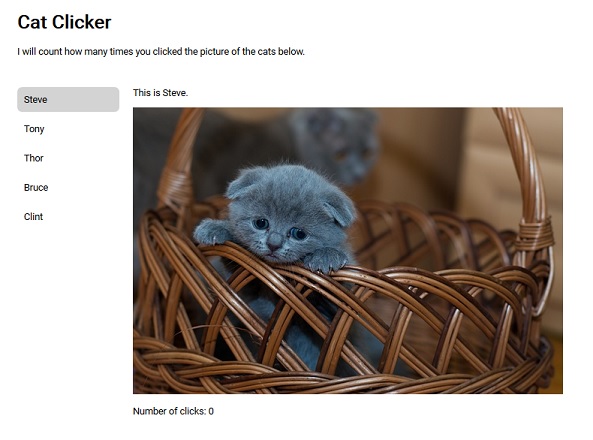 Cat Clicker
I will count how many times you clicked the picture of the cats below.
Steve
Tony
Thor
Bruce
Clint
This is Steve.
Number of clicks: 0